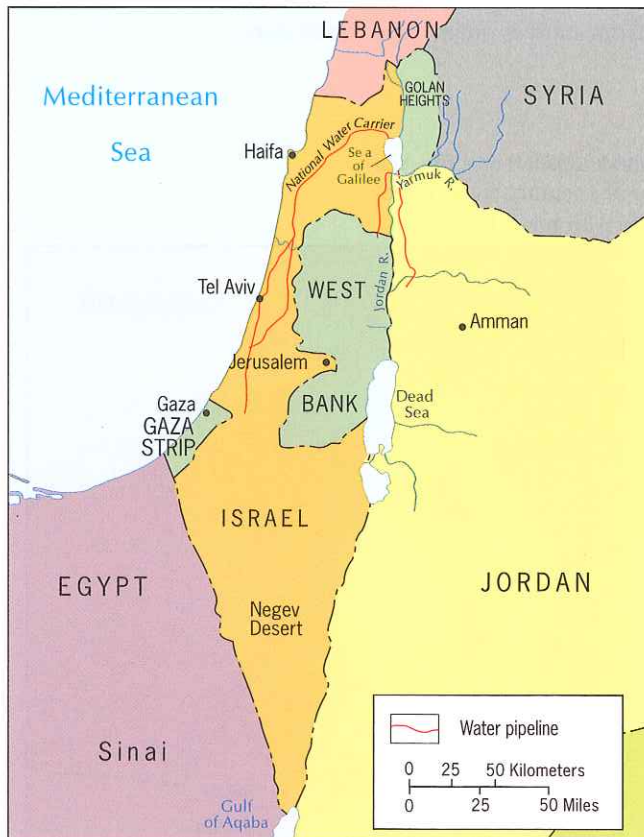 LEBANON
GOLAN
HEIGHTS
SYRIA
Mediterranean
Sea
Haifa
National Water Carrier
Sea
of
Galilee
Yarmuk R.
Tel Aviv
WEST
Jordan R.
Amman
Jerusalem
BANK
Dead
Sea
Gaza
GAZA
STRIP
ISRAEL
EGYPT
JORDAN
Negev
Desert
Sinai
Gulf
of Aqaba
Water pipeline
0 25 50 Kilometers
0 25 50 Miles